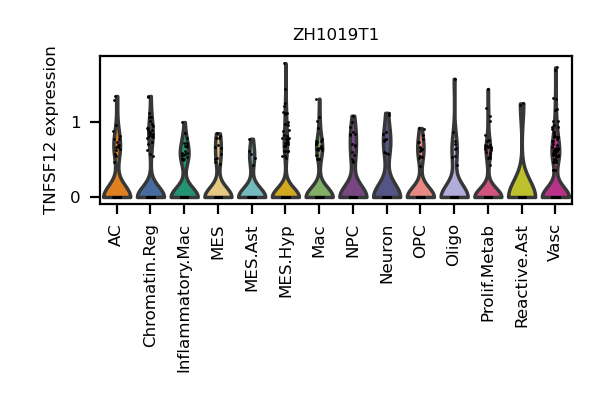 ZH1019T1
TNFSF12 expression
1
0
AC
Chromatin.Reg
Inflammatory.Mac
MES
MES.Ast
MES.Hyp
Mac
NPC
Neuron
OPC
Oligo
Prolif.Metab
Reactive.Ast
Vasc